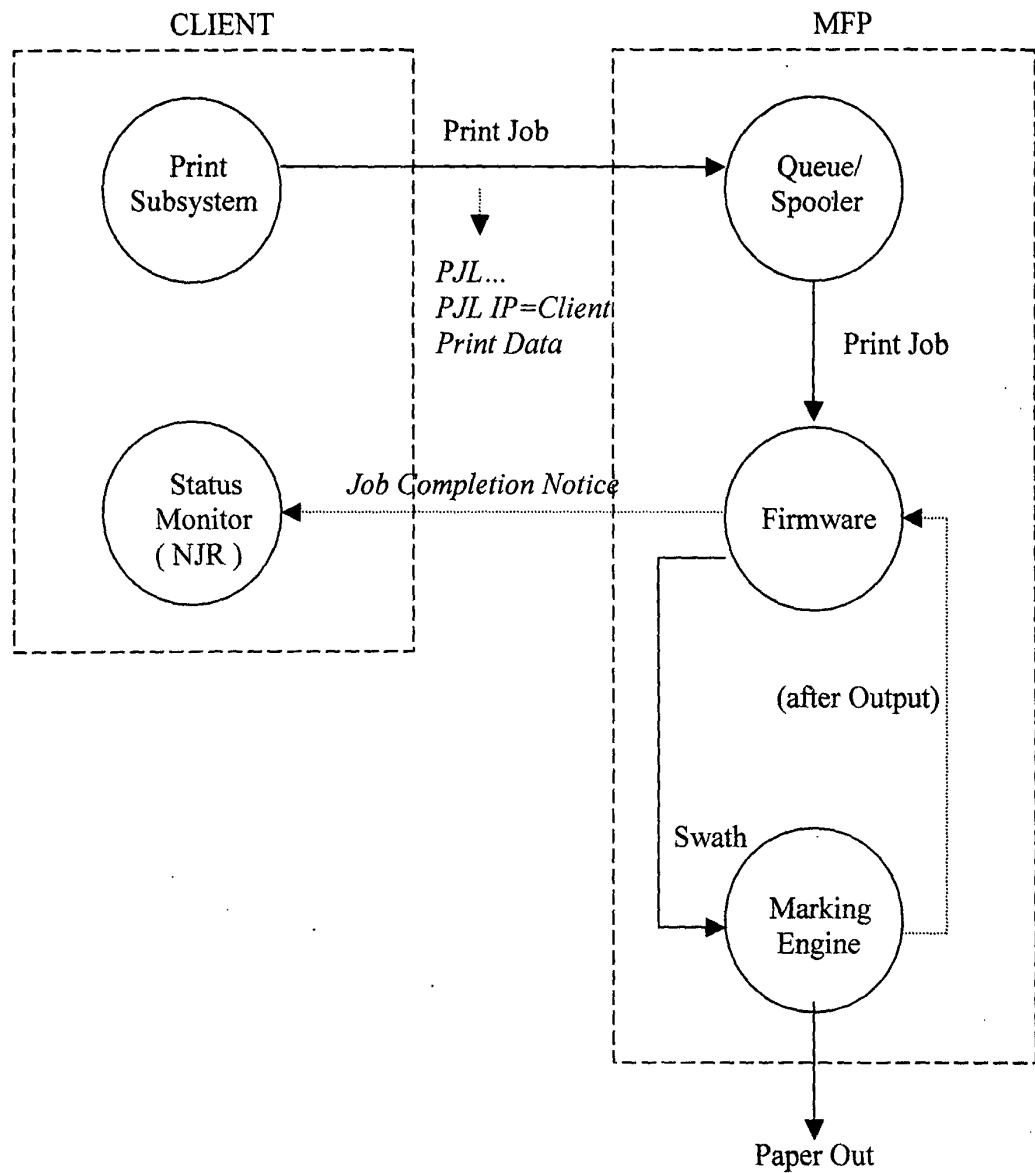 CLIENT
MFP
Print
Subsystem
Print Job
Queue/
Spooler
PJL...
PJL IP=Client
Print Data
Print Job
Status
Monitor
( NJR )
Job Completion Notice
Firmware
(after Output)
Swath
Marking
Engine
Paper Out